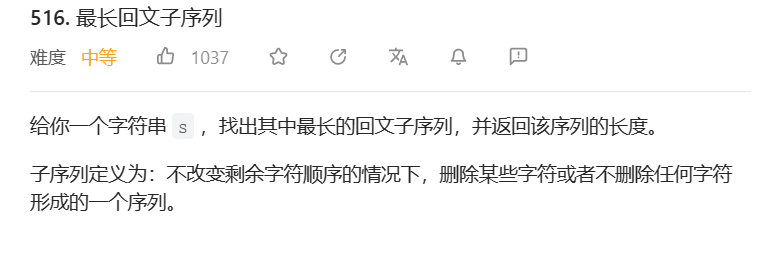 516. 最长回文子序列
难度 中等 1037
给你一个字符串 s ，找出其中最长的回文子序列，并返回该序列的长度。
子序列定义为：不改变剩余字符顺序的情况下，删除某些字符或者不删除任何字符
形成的一个序列。